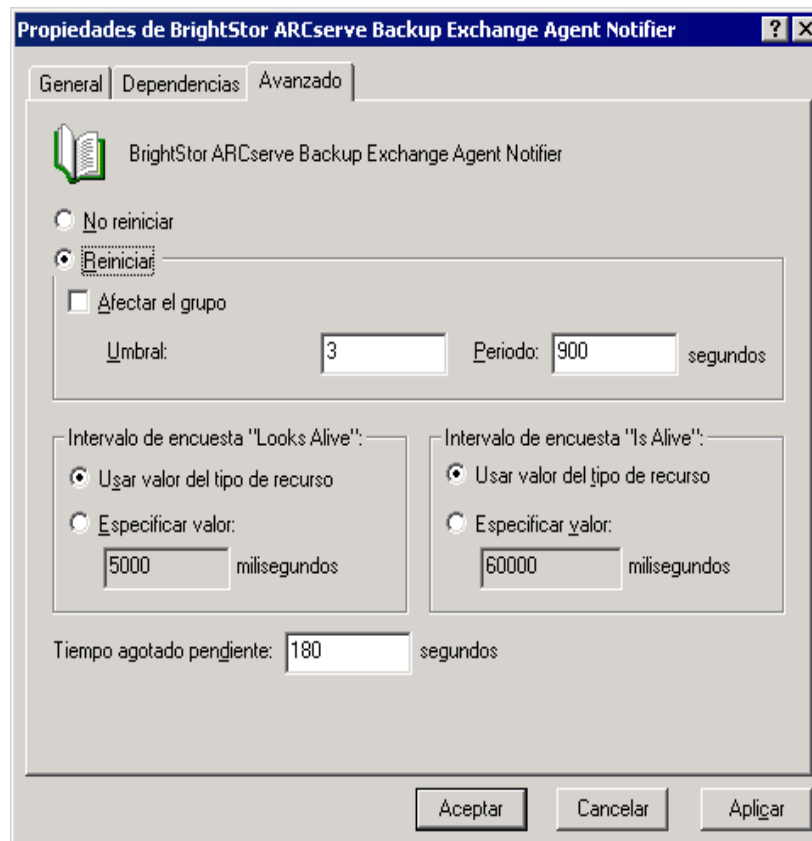 Propiedades de BrightStor ARCserve Backup Exchange Agent Notifier
General Dependencias Avanzado
BrightStor ARCserve Backup Exchange Agent Notifier
No reiniciar
Reiniciar
Afectar el grupo
Umbral: 3 Periodo: 900 segundos
Intervalo de encuesta "Looks Alive": Intervalo de encuesta "Is Alive":
Usar valor del tipo de recurso Usar valor del tipo de recurso
Especificar valor: Especificar valor:
5000 milisegundos 60000 milisegundos
Tiempo agotado pendiente: 180 segundos
Aceptar Cancelar Aplicar